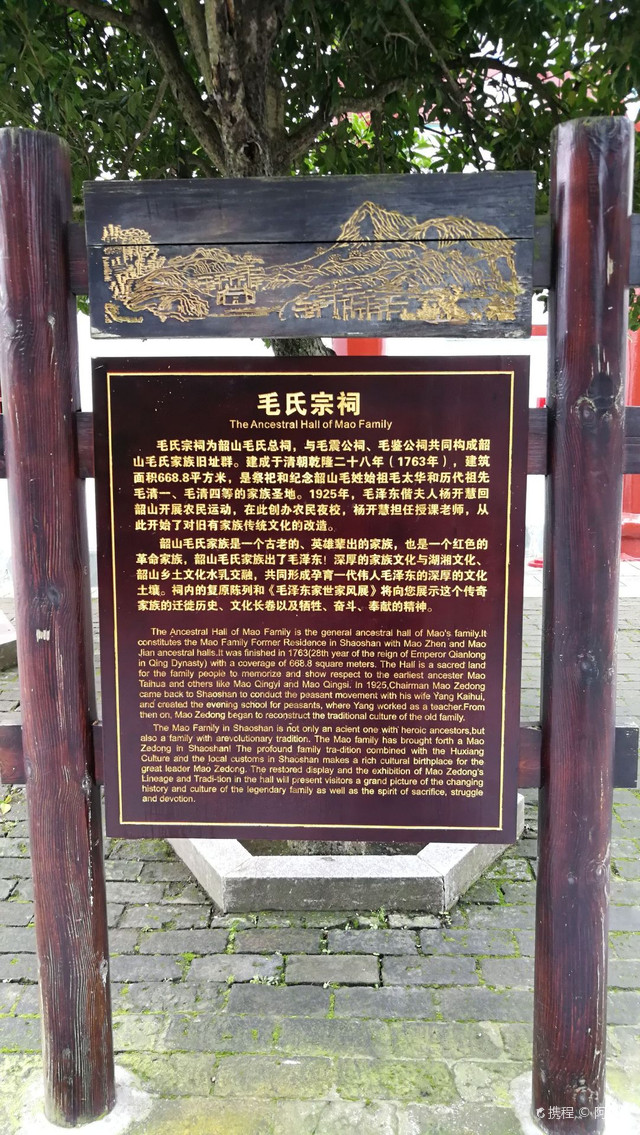 毛氏宗祠
The Ancestral Hall of Mao Family
毛氏宗祠为韶山毛氏总祠，与毛震公祠、毛鉴公祠共同构成韶
山毛氏家族旧址群。建成于清朝乾隆二十八年（1763年），建筑
面积668.8平方米，是祭祀和纪念韶山毛姓始祖毛太华和历代祖先
毛清一、毛清四等的家族圣地。1925年，毛泽东偕夫人杨开慧回
韶山开展农民运动，在此创办农民夜校，杨开慧担任授课老师，从
此开始了对旧有家族传统文化的改造。
韶山毛氏家族是一个古老的、英雄辈出的家族，也是一个红色的
革命家族，韶山毛氏家族出了毛泽东！深厚的家族文化与湖湘文化、
韶山乡土文化水乳交融，共同形成孕育一代伟人毛泽东的深厚的文化
土壤。祠内的复原陈列和《毛泽东家世家风展》将向您展示这个传奇
家族的迁徙历史、文化长卷以及牺牲、奋斗、奉献的精神。
The Ancestral Hall of Mao Family is the general ancestral hall of Mao's family.It
constitutes the Mao Family Former Residence in Shaoshan with Mao Zhen and Mao
Jian ancestral halls.It was finished in 1763(28th year of the reign of Emperor Qianlong
in Qing Dynasty) with a coverage of 668.8 square meters. The Hall is a sacred land
for the family people to memorize and show respect to the earliest ancester Mao
Taihua and others like Mao Qingyi and Mao Qingsi. In 1925,Chairman Mao Zedong
came back to Shaoshan to conduct the peasant movement with his wife Yang Kaihui,
and created the evening school for peasants, where Yang worked as a teacher.From
then on, Mao Zedong began to reconstruct the traditional culture of the old family.
The Mao Family in Shaoshan is not only an acient one with heroic ancestors,but
also a family with arevolutionary tradition. The Mao family has brought forth a Mao
Zedong in Shaoshan! The profound family tra-dition combined with the Huxiang
Culture and the local customs in Shaoshan makes a rich cultural birthplace for the
great leader Mao Zedong. The restored display and the exhibition of Mao Zedong's
Lineage and Tradi-tion in the hall will present visitors a grand picture of the changing
history and culture of the legendary family as well as the spirit of sacrifice, struggle
and devotion.
携程 © 阿